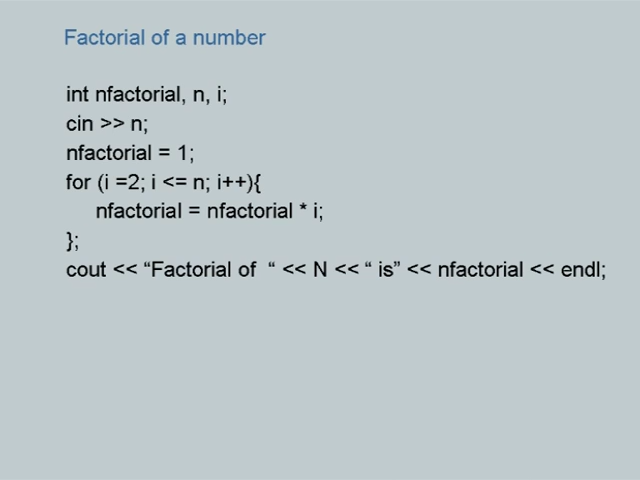 Factorial of a number
int nfactorial, n, i;
cin >> n;
nfactorial = 1;
for (i =2; i <= n; i++){
nfactorial = nfactorial * i;
};
cout << “Factorial of “ << N << “ is” << nfactorial << endl;